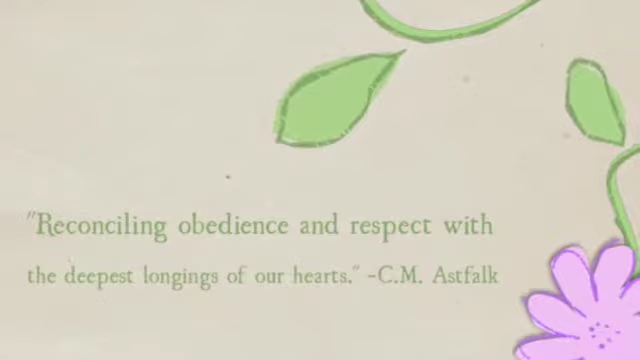 "Reconciling obedience and respect with
the deepest longings of our hearts." -C.M. Astfalk